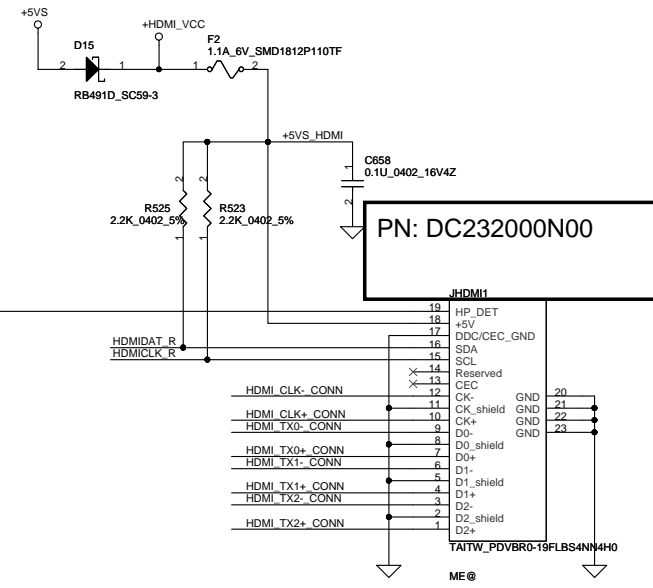 +5VS
+HDMI_VCC
D15
F2
1.1A_6V_SMD1812P110TF
2
1
1
2
RB491D_SC59-3
+5VS_HDMI
C658
0.1U_0402_16V4Z
1
2
2
2
R525
2.2K_0402_5%
R523
2.2K_0402_5%
1
1
PN: DC232000N00
JHDMI1
19 HP_DET
18 +5V
17 DDC/CEC_GND
HDMIDAT_R 16 SDA
HDMICLK_R 15 SCL
14 Reserved
13 CEC
HDMI_CLK-_CONN 12 CK- GND 20
11 CK_shield GND 21
HDMI_CLK+_CONN 10 CK+ GND 22
HDMI_TX0-_CONN 9 D0- GND 23
8 D0_shield
HDMI_TX0+_CONN 7 D0+
HDMI_TX1-_CONN 6 D1-
5 D1_shield
HDMI_TX1+_CONN 4 D1+
HDMI_TX2-_CONN 3 D2-
2 D2_shield
HDMI_TX2+_CONN 1 D2+
TAITW_PDVBR0-19FLBS4NN4H0
ME@